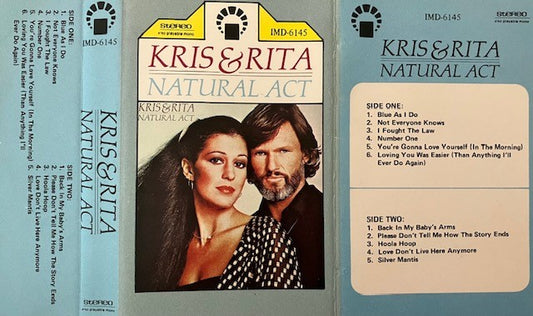 IMD-6145
SIDE ONE:
1. Blue As I Do
2. Not Everyone Knows
3. I Fought The Law
4. Number One
5. You're Gonna Love Yourself (In The Morning)
6. Loving You Was Easier (Than Anything I'll
Ever Do Again)
SIDE TWO:
1. Back In My Baby's Arms
2. Please Don't Tell Me How The Story Ends
3. Hoola Hoop
4. Love Don't Live Here Anymore
5. Silver Mantis
KRIS & RITA
NATURAL ACT
STEREO
STEREO
IMD-6145
KRIS & RITA
NATURAL ACT
KRIS & RITA
NATURAL ACT
IMD-6145
STEREO
KRIS & RITA
NATURAL ACT
SIDE ONE:
1. Blue As I Do
2. Not Everyone Knows
3. I Fought The Law
4. Number One
5. You're Gonna Love Yourself (In The Morning)
6. Loving You Was Easier (Than Anything I'll
Ever Do Again)
SIDE TWO:
1. Back In My Baby's Arms
2. Please Don't Tell Me How The Story Ends
3. Hoola Hoop
4. Love Don't Live Here Anymore
5. Silver Mantis